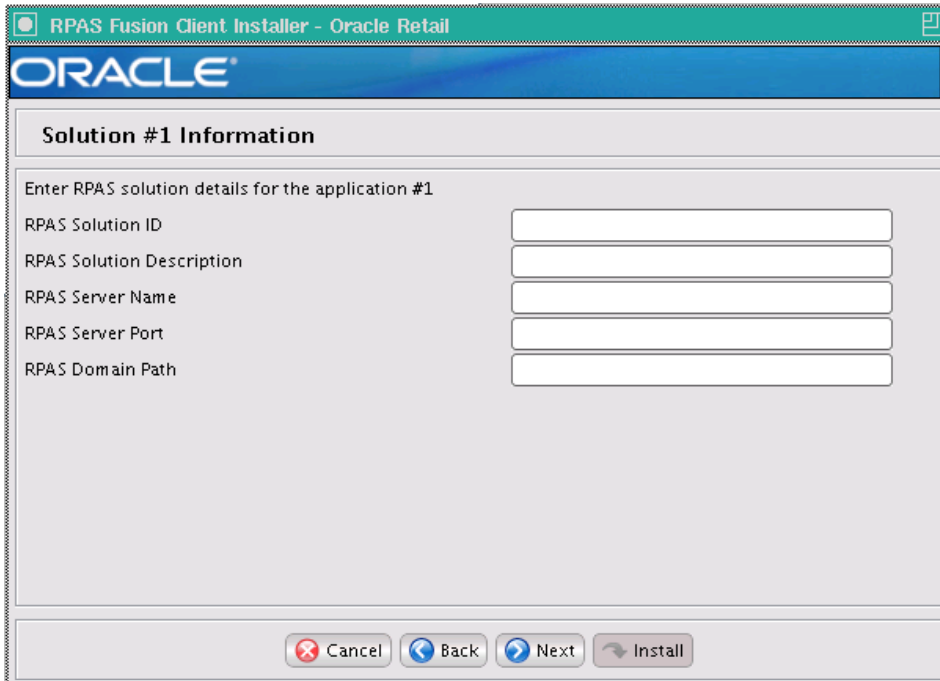 RPAS Fusion Client Installer - Oracle Retail
ORACLE®
Solution #1 Information
Enter RPAS solution details for the application #1
RPAS Solution ID
RPAS Solution Description
RPAS Server Name
RPAS Server Port
RPAS Domain Path
Cancel Back Next Install